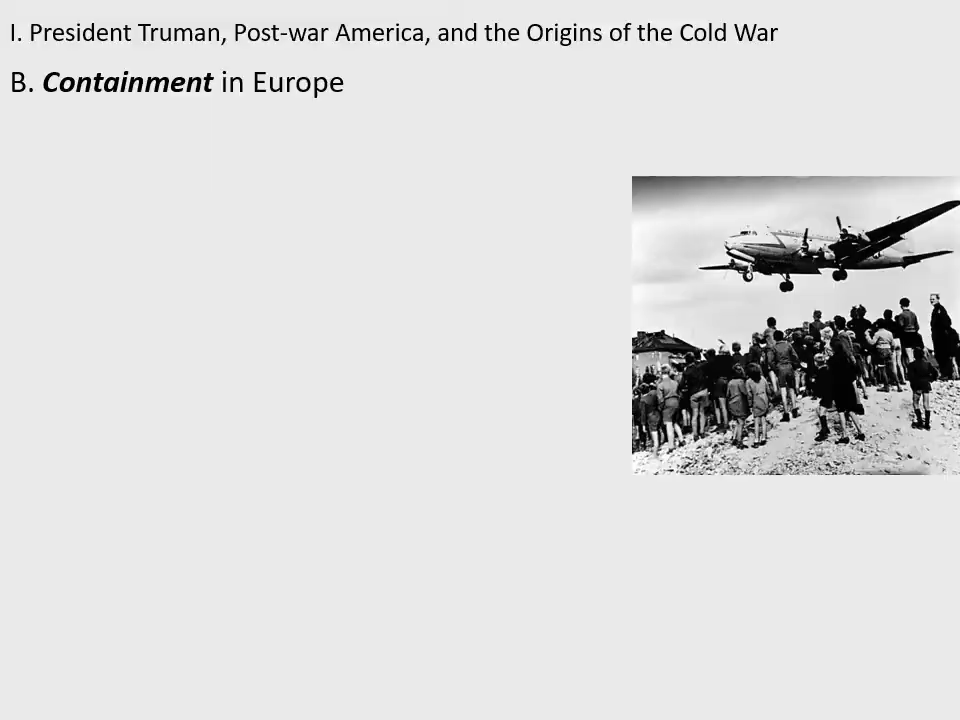 I. President Truman, Post-war America, and the Origins of the Cold War
B. Containment in Europe